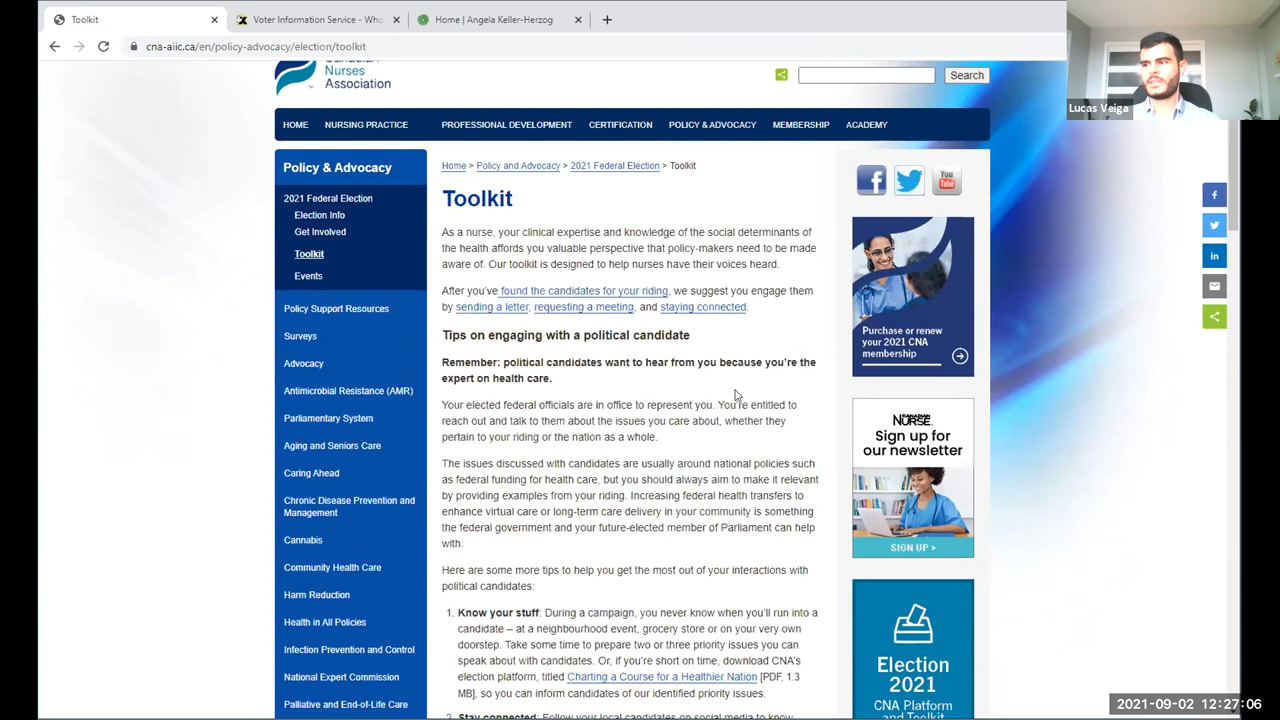 Toolkit
Voter Information Service - Who
Home | Angela Keller-Herzog
cna-aiic.ca/en/policy-advocacy/election/toolkit
Lucas Veiga
Canadian
Nurses
Association
Search
HOME NURSING PRACTICE PROFESSIONAL DEVELOPMENT CERTIFICATION POLICY & ADVOCACY MEMBERSHIP ACADEMY
Policy & Advocacy
2021 Federal Election
Election Info
Get Involved
Toolkit
Events
Policy Support Resources
Surveys
Advocacy
Antimicrobial Resistance (AMR)
Parliamentary System
Aging and Seniors Care
Caring Ahead
Chronic Disease Prevention and
Management
Cannabis
Community Health Care
Harm Reduction
Health in All Policies
Infection Prevention and Control
National Expert Commission
Palliative and End-of-Life Care
Home > Policy and Advocacy > 2021 Federal Election > Toolkit
Toolkit
As a nurse, your clinical expertise and knowledge of the social determinants of
the health affords you valuable perspective that policy-makers need to be made
aware of. Our toolkit is designed to help nurses have their voices heard.
After you've found the candidates for your riding, we suggest you engage them
by sending a letter, requesting a meeting, and staying connected.
Tips on engaging with a political candidate
Remember: political candidates want to hear from you because you're the
expert on health care.
Your elected federal officials are in office to represent you. You're entitled to
reach out and talk to them about the issues you care about, whether they
pertain to your riding or the nation as a whole.
The issues discussed with candidates are usually around national policies such
as federal funding for health care, but you should always aim to make it relevant
by providing examples from your riding. Increasing federal health transfers to
enhance virtual care or long-term care delivery in your community is something
the federal government and your future-elected member of Parliament can help
with.
Here are some more tips to help you get the most out of your interactions with
political candidates:
1. Know your stuff: During a campaign, you never know when you'll run into a
candidate – at a neighbourhood event, grocery store or on your very own
doorstep. Take some time to prepare two or three priority issues you can
speak about with candidates. Or, if you're short on time, download CNA's
election platform, titled Charting a Course for a Healthier Nation [PDF, 1.3
MB], so you can inform candidates of our identified priority issues.
2. Stay connected: Follow your local candidates on social media to know
You
Tube
Purchase or renew
your 2021 CNA
membership
CANADIAN
NURSE
Sign up for
our newsletter
SIGN UP >
Election
2021
CNA Platform
and Toolkit
2021-09-02 12:27:06